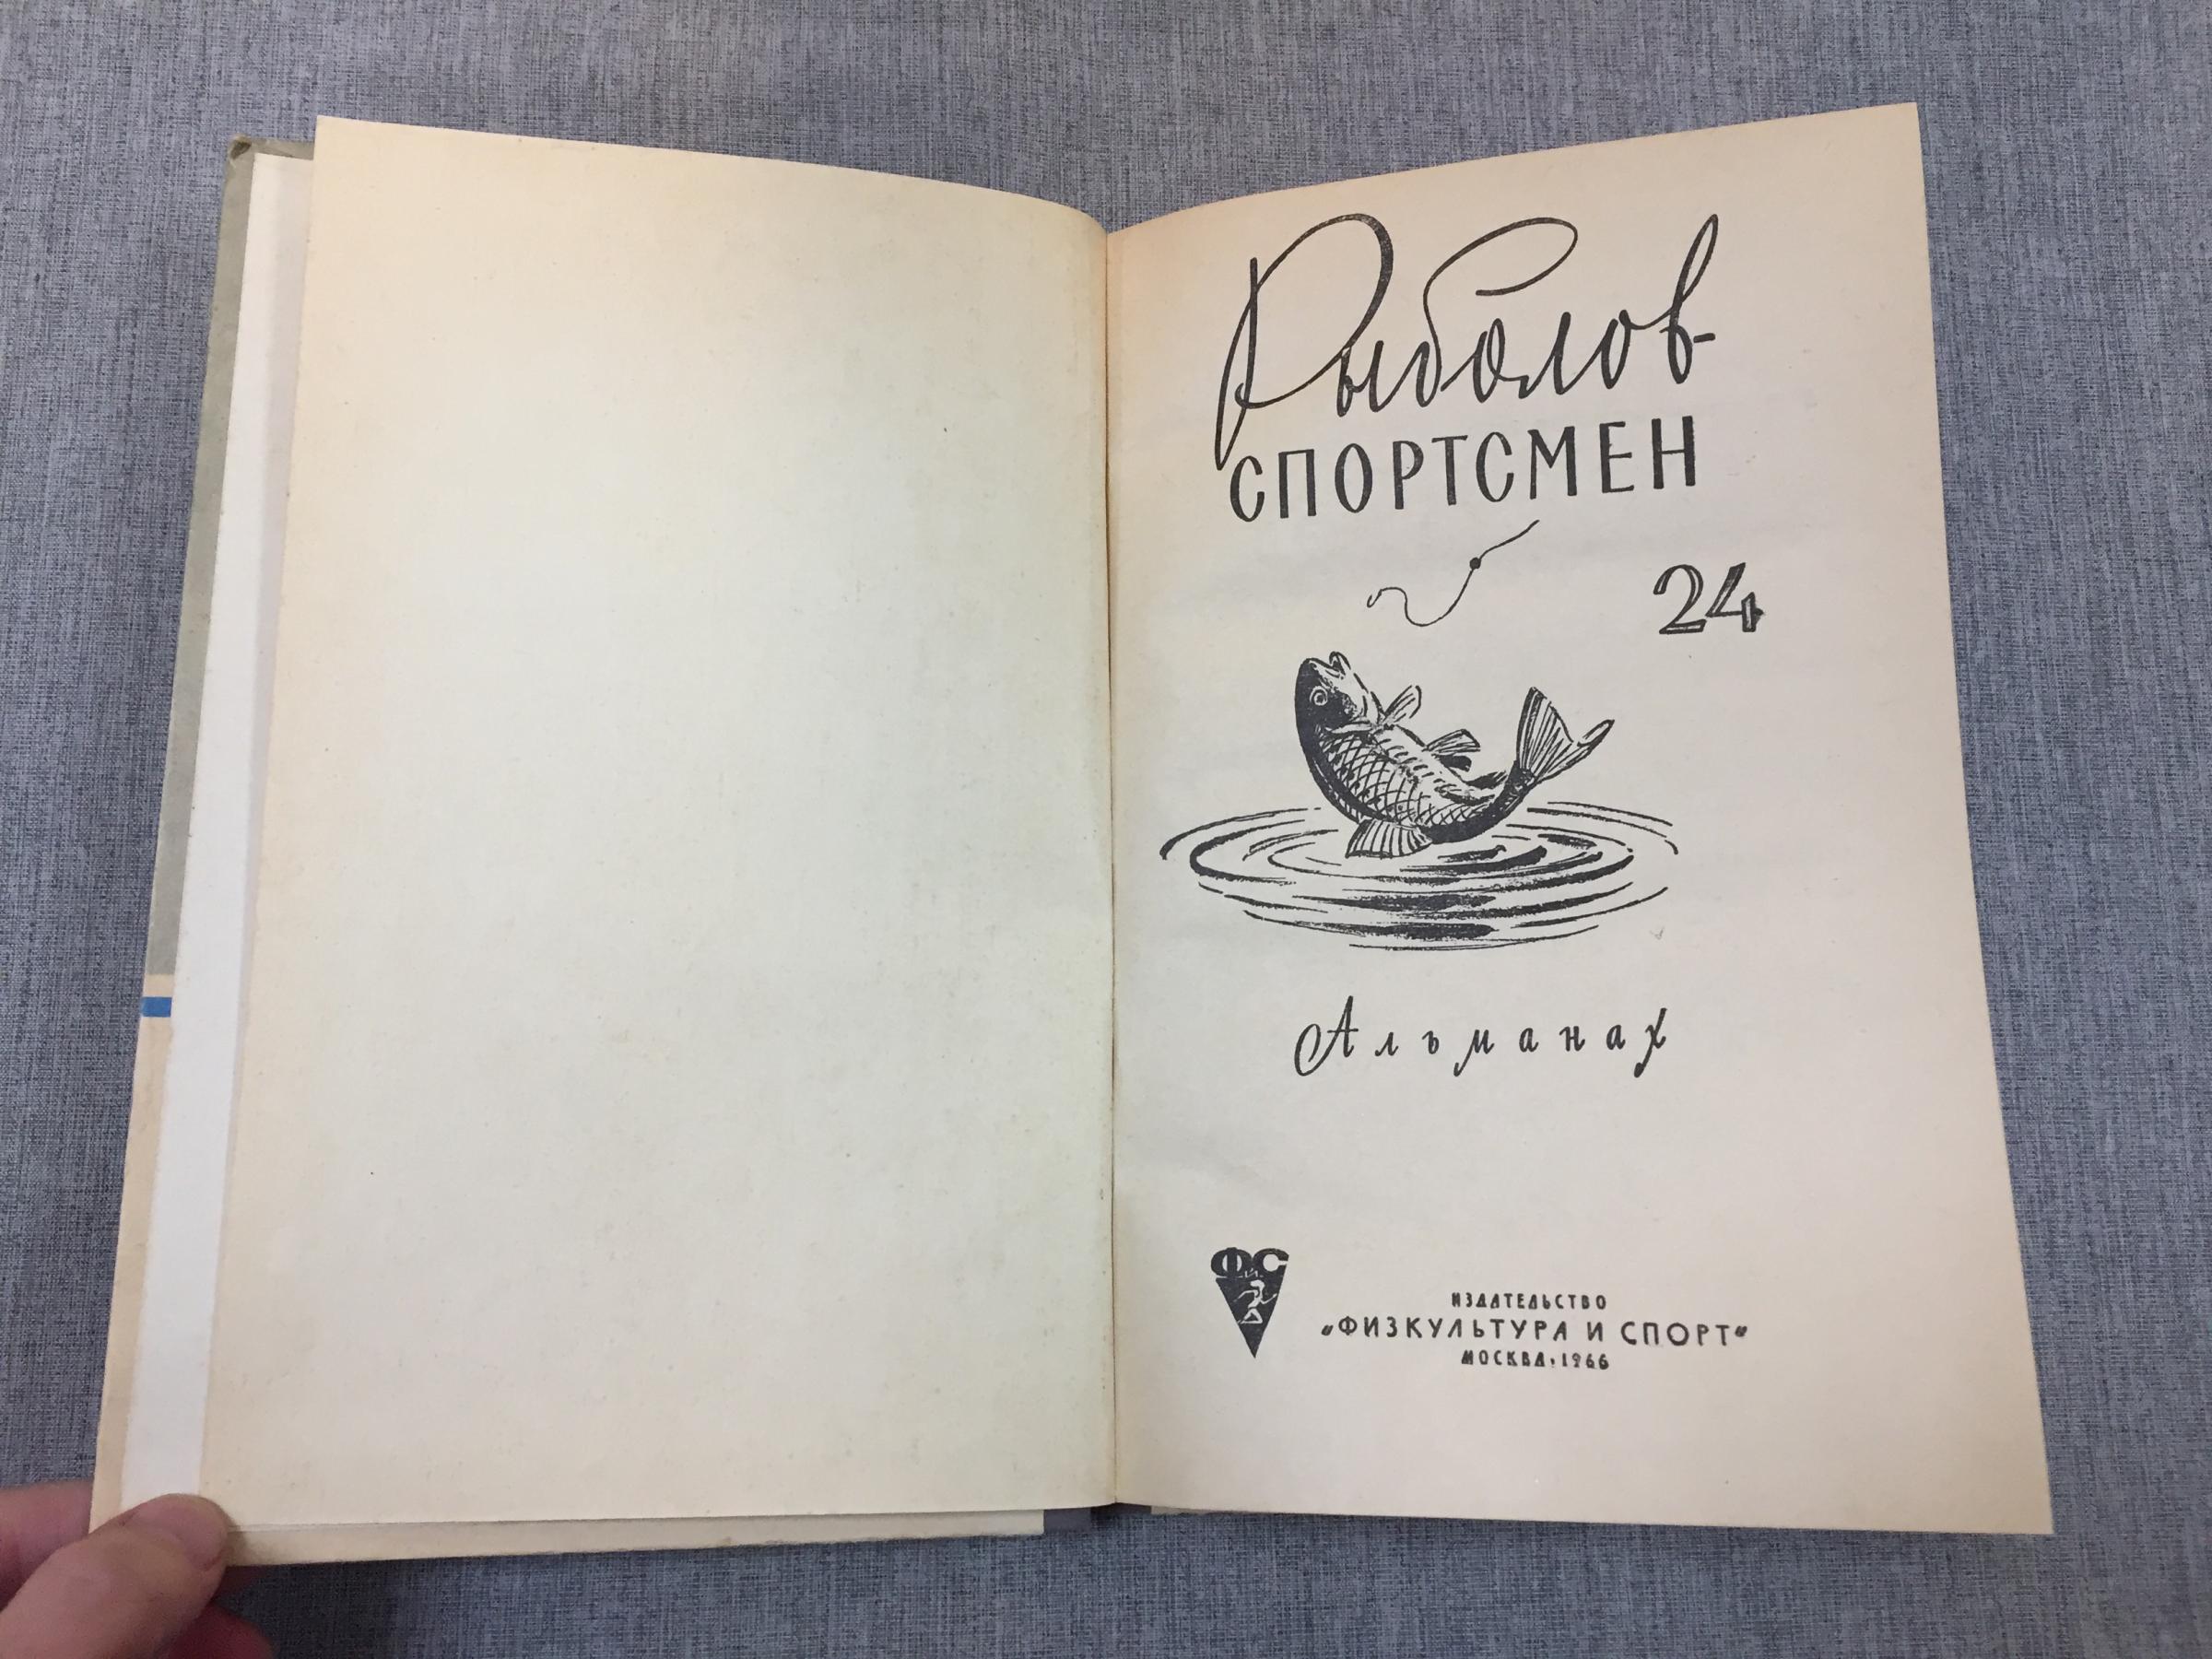 Рыболов-
СПОРТСМЕН
24
Альманах
ФиС
ИЗДАТЕЛЬСТВО
„ФИЗКУЛЬТУРА И СПОРТ“
МОСКВА, 1966